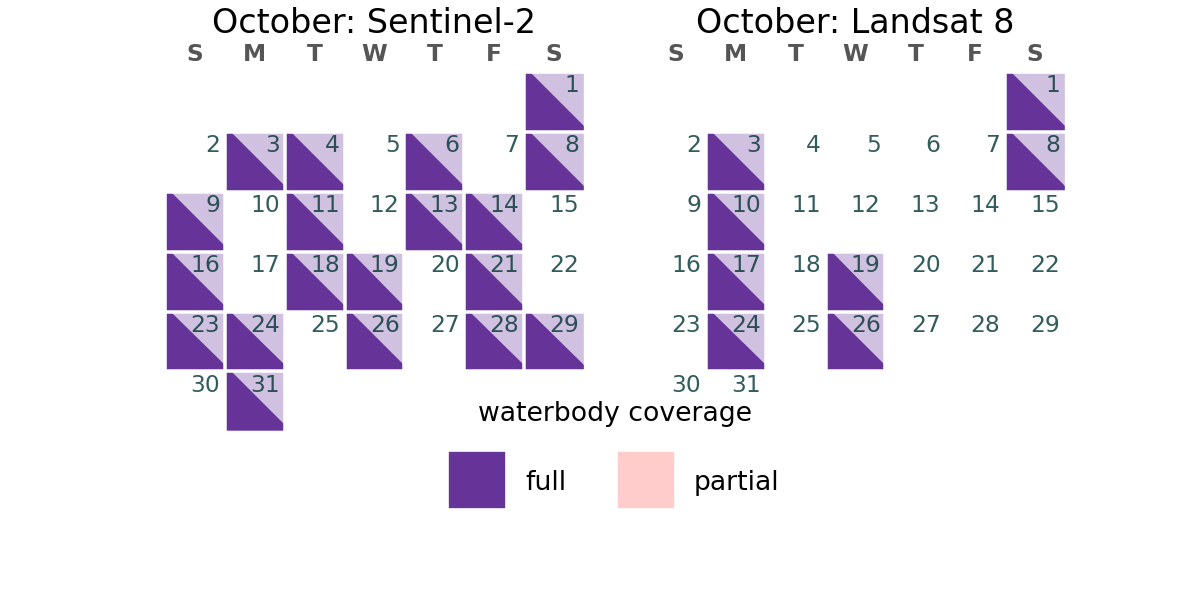 October: Sentinel-2
S M T W T F S
1
2 3 4 5 6 7 8
9 10 11 12 13 14 15
16 17 18 19 20 21 22
23 24 25 26 27 28 29
30 31
October: Landsat 8
S M T W T F S
1
2 3 4 5 6 7 8
9 10 11 12 13 14 15
16 17 18 19 20 21 22
23 24 25 26 27 28 29
30 31
waterbody coverage
full partial